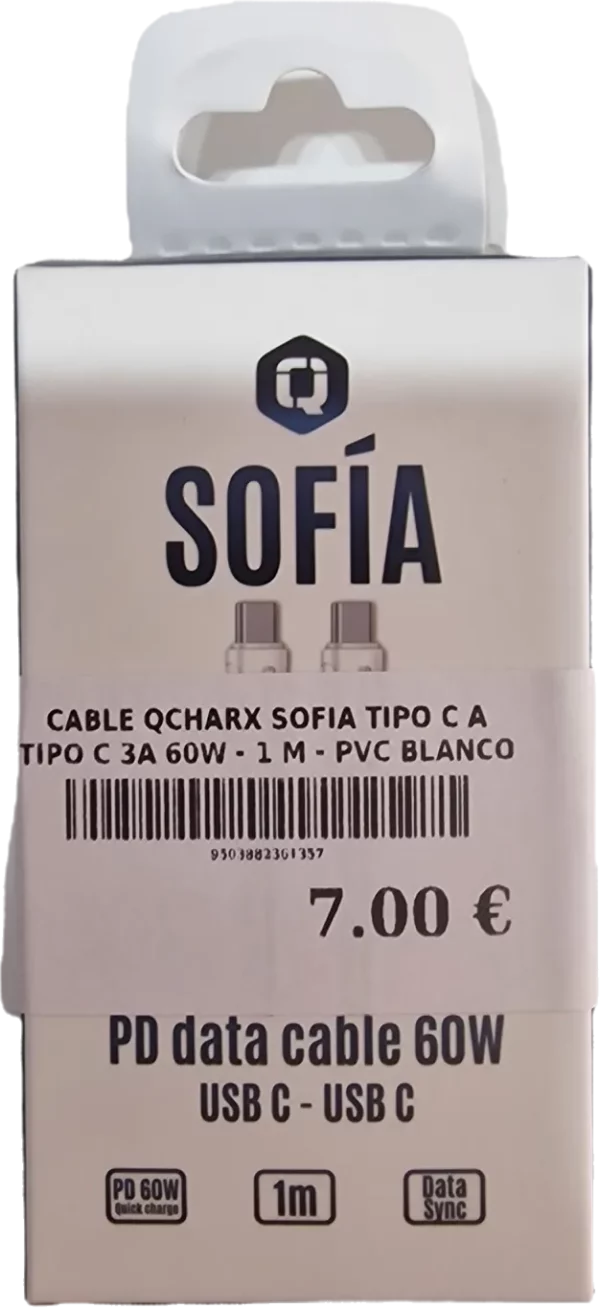 SOFÍA
CABLE QCHARX SOFIA TIPO C A
TIPO C 3A 60W - 1 M - PVC BLANCO
9503882361357
7.00 €
PD data cable 60W
USB C - USB C
PD 60W
Quick charge
1m
Data
Sync